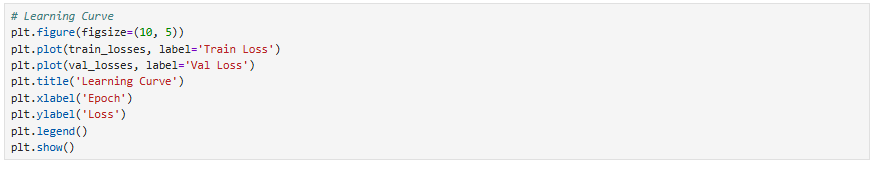 # Learning Curve
plt.figure(figsize=(10, 5))
plt.plot(train_losses, label='Train Loss')
plt.plot(val_losses, label='Val Loss')
plt.title('Learning Curve')
plt.xlabel('Epoch')
plt.ylabel('Loss')
plt.legend()
plt.show()